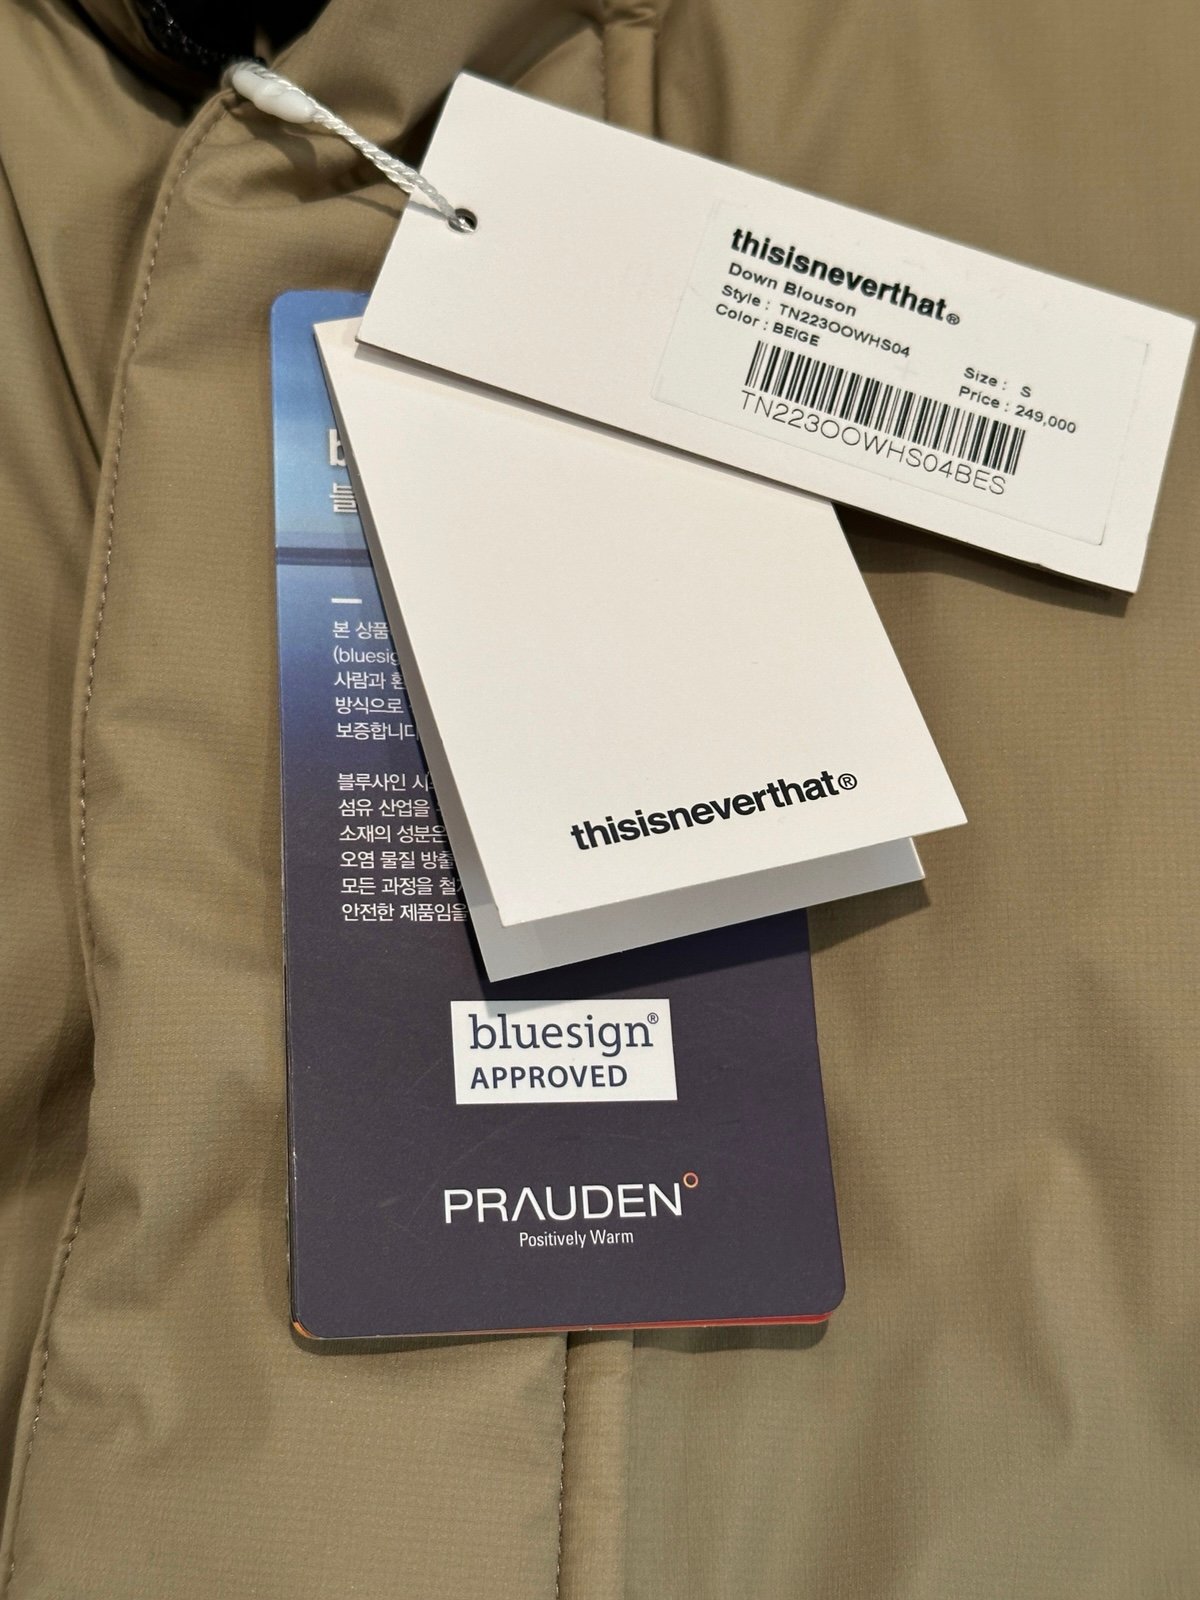 thisisneverthat®
Down Blouson
Style : TN223OOWHS04
Color : BEIGE
Size : S
Price : 249,000
TN223OOWHS04BES
thisisneverthat®
본 상품
사람과
방식으로
보증합니다
블루사인
섬유 산업을
소재의 성분은
오염 물질 방출
모든 과정을
안전한 제품임을
bluesign®
APPROVED
PRAUDEN
Positively Warm